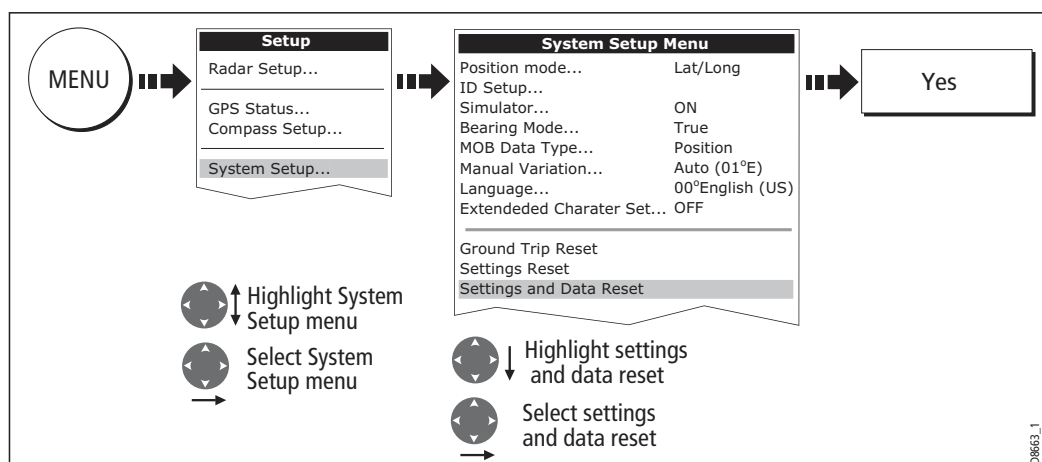 MENU
Setup
Radar Setup...
GPS Status...
Compass Setup...
System Setup...
Highlight System
Setup menu
Select System
Setup menu
System Setup Menu
Position mode... Lat/Long
ID Setup...
Simulator... ON
Bearing Mode... True
MOB Data Type... Position
Manual Variation... Auto (01°E)
Language... 00°English (US)
Extendeded Charater Set... OFF
Ground Trip Reset
Settings Reset
Settings and Data Reset
Highlight settings
and data reset
Select settings
and data reset
Yes
D8663_1